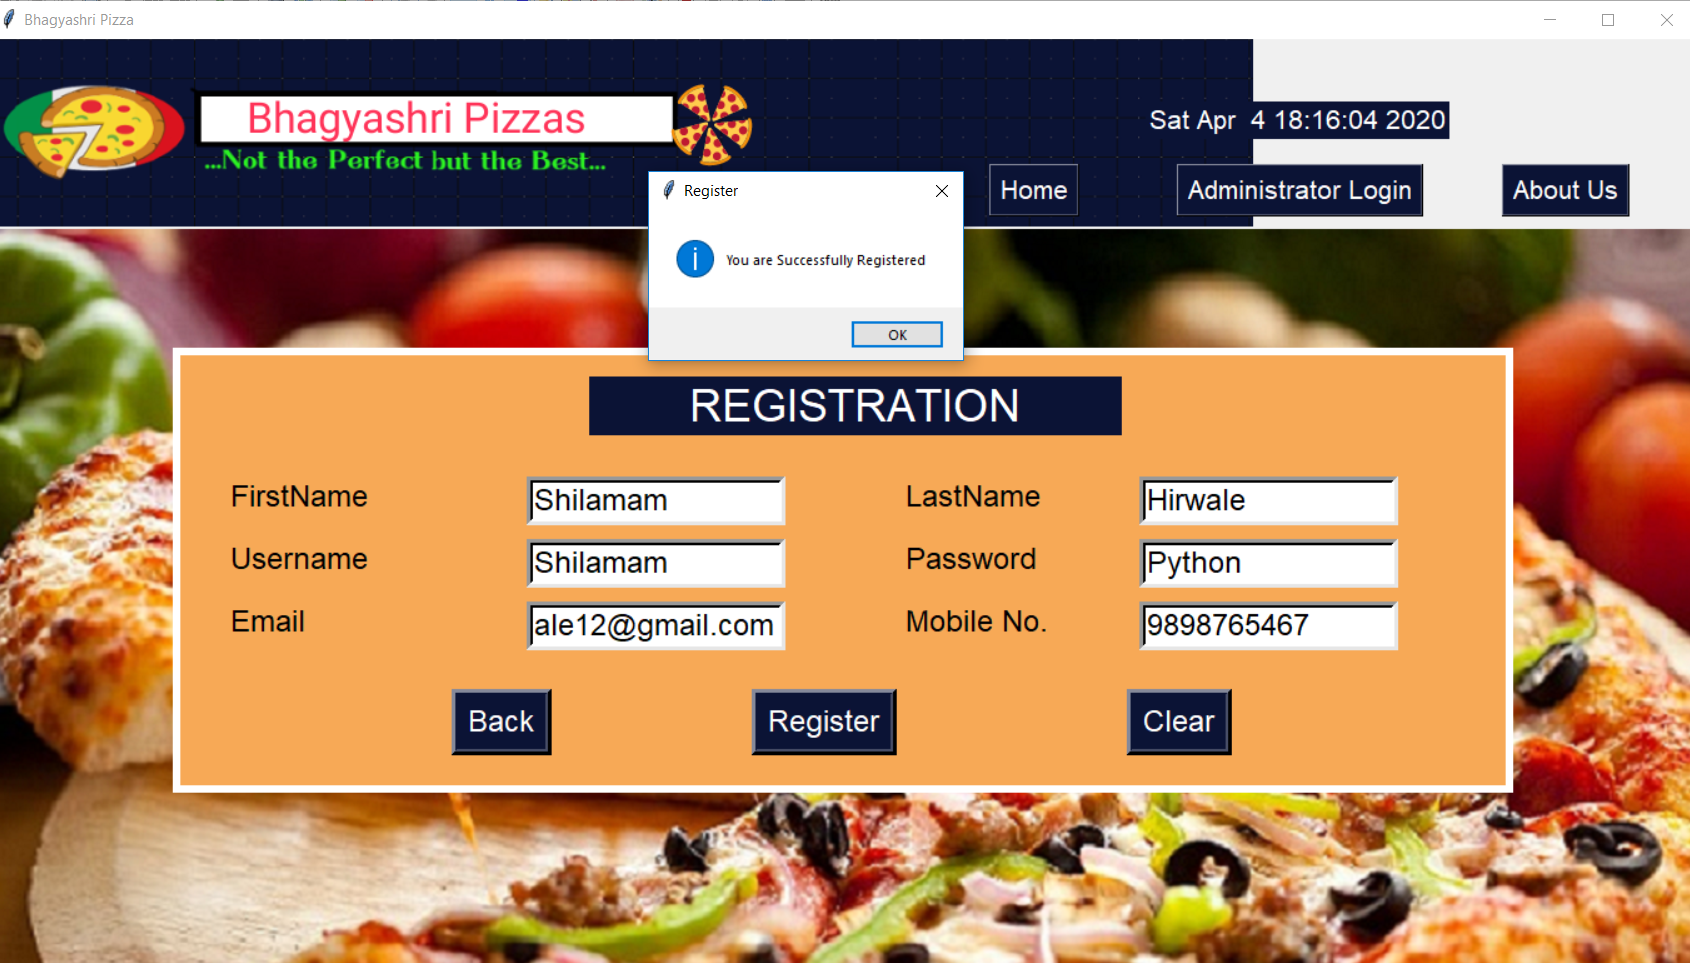 Bhagyashri Pizza
Bhagyashri Pizzas
...Not the Perfect but the Best...
Sat Apr  4 18:16:04 2020
Home
Administrator Login
About Us
Register
You are Successfully Registered
OK
REGISTRATION
FirstName Shilamam LastName Hirwale
Username Shilamam Password Python
Email ale12@gmail.com Mobile No. 9898765467
Back Register Clear